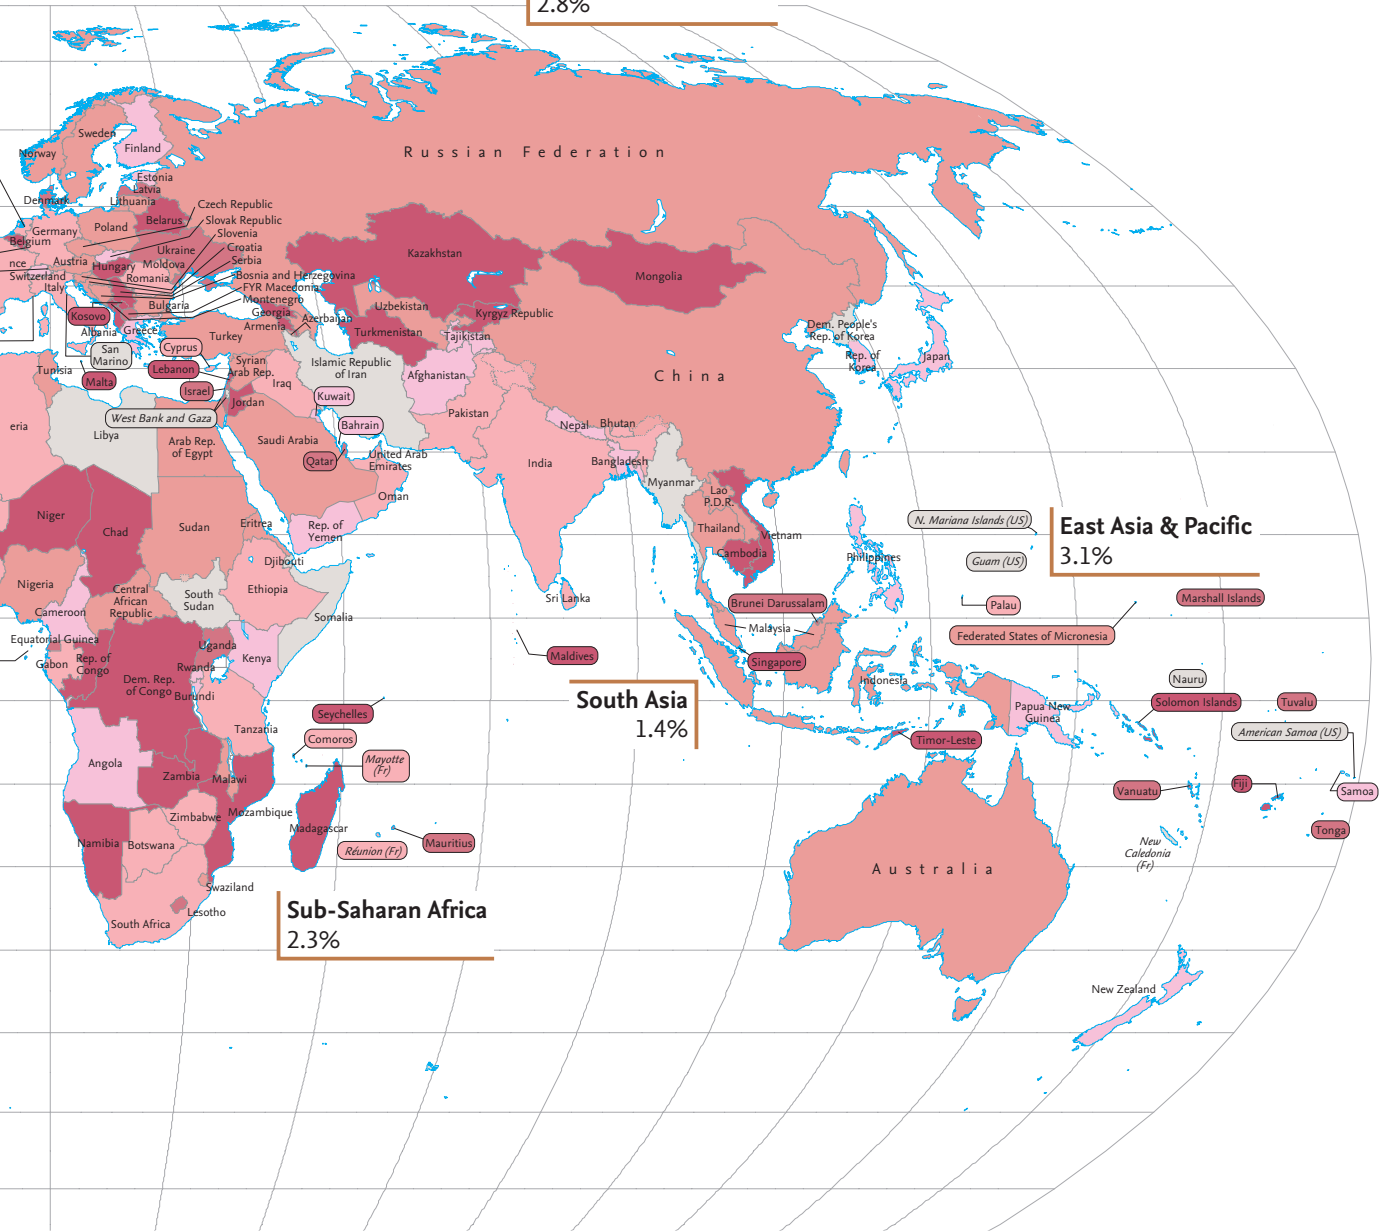 2.8%
Russian Federation
Sweden
Norway
Finland
Estonia
Latvia
Lithuania
Denmark
Czech Republic
Slovak Republic
Slovenia
Croatia
Serbia
Bosnia and Herzegovina
FYR Macedonia
Montenegro
Belarus
Poland
Germany
Belgium
Ukraine
Austria
Hungary
Moldova
Romania
nce
Switzerland
Italy
Bulgaria
Kosovo
Albania
Greece
Georgia
Armenia
Azerbaijan
Turkey
San
Marino
Cyprus
Tunisia
Malta
Lebanon
Israel
Syrian
Arab Rep.
Iraq
Jordan
West Bank and Gaza
Kazakhstan
Mongolia
Uzbekistan
Kyrgyz Republic
Turkmenistan
Tajikistan
Islamic Republic
of Iran
Afghanistan
Kuwait
Bahrain
Pakistan
Qatar
United Arab
Emirates
Oman
Saudi Arabia
China
Dem. People's
Rep. of Korea
Rep. of
Korea
Japan
Nepal
Bhutan
India
Bangladesh
Myanmar
Lao
P.D.R.
Thailand
Vietnam
Cambodia
Philippines
eria
Libya
Arab Rep.
of Egypt
Niger
Chad
Sudan
Eritrea
Rep. of
Yemen
Djibouti
Nigeria
Central
African
Republic
South
Sudan
Ethiopia
Cameroon
Somalia
Equatorial Guinea
Gabon
Rep. of
Congo
Uganda
Kenya
Rwanda
Dem. Rep.
of Congo
Burundi
Tanzania
Angola
Zambia
Malawi
Mozambique
Zimbabwe
Namibia
Botswana
Madagascar
Swaziland
Lesotho
South Africa
Seychelles
Comoros
Mayotte
(Fr)
Réunion (Fr)
Mauritius
Sri Lanka
Maldives
South Asia
1.4%
Sub-Saharan Africa
2.3%
Brunei Darussalam
Malaysia
Singapore
Indonesia
Timor-Leste
Papua New
Guinea
N. Mariana Islands (US)
Guam (US)
East Asia & Pacific
3.1%
Palau
Marshall Islands
Federated States of Micronesia
Nauru
Solomon Islands
Tuvalu
American Samoa (US)
Vanuatu
Fiji
Samoa
Tonga
New
Caledonia
(Fr)
Australia
New Zealand